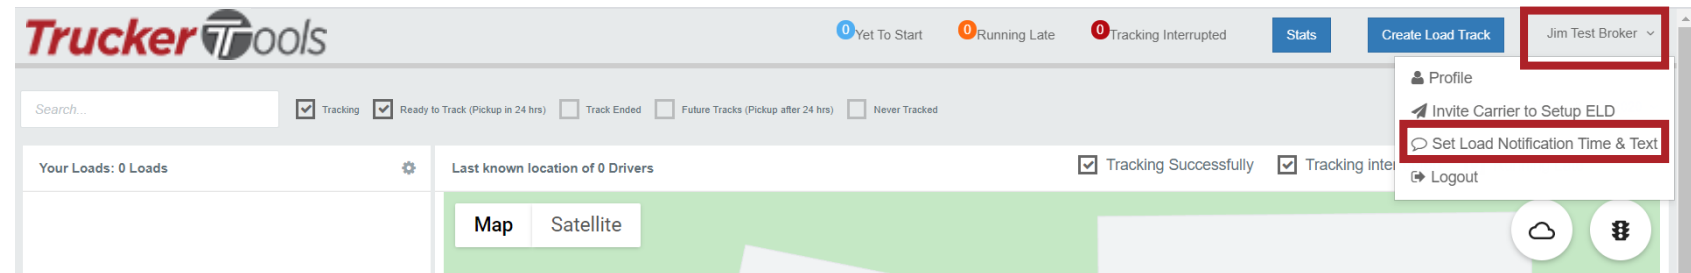 Trucker Tools
0 Yet To Start
0 Running Late
0 Tracking Interrupted
Stats
Create Load Track
Jim Test Broker
Profile
Invite Carrier to Setup ELD
Set Load Notification Time & Text
Logout
Search...
Tracking
Ready to Track (Pickup in 24 hrs)
Track Ended
Future Tracks (Pickup after 24 hrs)
Never Tracked
Your Loads: 0 Loads
Last known location of 0 Drivers
Tracking Successfully
Tracking inter
Map
Satellite